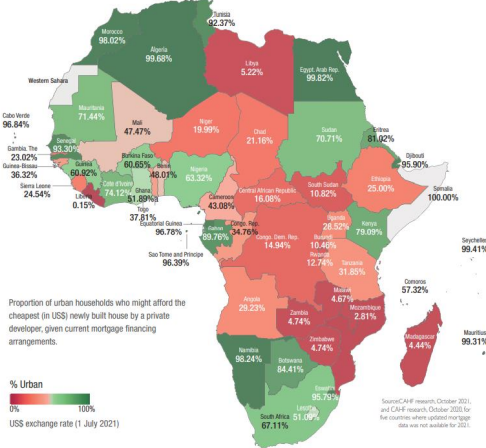 Tunisia
92.37%
Morocco
98.02%
Algeria
99.68%
Libya
5.22%
Egypt. Arab Rep.
99.82%
Western Sahara
Mauritania
71.44%
Mali
47.47%
Niger
19.99%
Chad
21.16%
Sudan
70.71%
Eritrea
81.02%
Cabo Verde
96.84%
Senegal
93.30%
Gambia, The
23.02%
Guinea-Bissau
36.32%
Guinea
60.92%
Sierra Leone
24.54%
Liberia
0.15%
Cote d'Ivoire
74.12%
Burkina Faso
60.65%
Ghana
51.89%
Togo
37.81%
Benin
48.01%
Nigeria
63.32%
Cameroon
43.28%
Central African Republic
16.08%
South Sudan
10.82%
Ethiopia
25.00%
Djibouti
95.90%
Somalia
100.00%
Equatorial Guinea
96.78%
Sao Tome and Principe
96.39%
Gabon
89.76%
Congo. Rep.
34.76%
Congo. Dem. Rep.
14.94%
Uganda
28.52%
Kenya
79.09%
Burundi
10.46%
Rwanda
12.74%
Tanzania
31.85%
Seychelles
99.41%
Comoros
57.32%
Angola
29.23%
Zambia
4.74%
Malawi
4.67%
Mozambique
2.81%
Zimbabwe
4.74%
Madagascar
4.44%
Mauritius
99.31%
Namibia
98.24%
Botswana
84.41%
Eswatini
95.79%
Lesotho
51.09%
South Africa
67.11%
Proportion of urban households who might afford the
cheapest (in US$) newly built house by a private
developer, given current mortgage financing
arrangements.
% Urban
0% 100%
US$ exchange rate (1 July 2021)
Source:CAHF research, October 2021,
and CAHF research, October 2020, for
five countries where updated mortgage
data was not available for 2021.